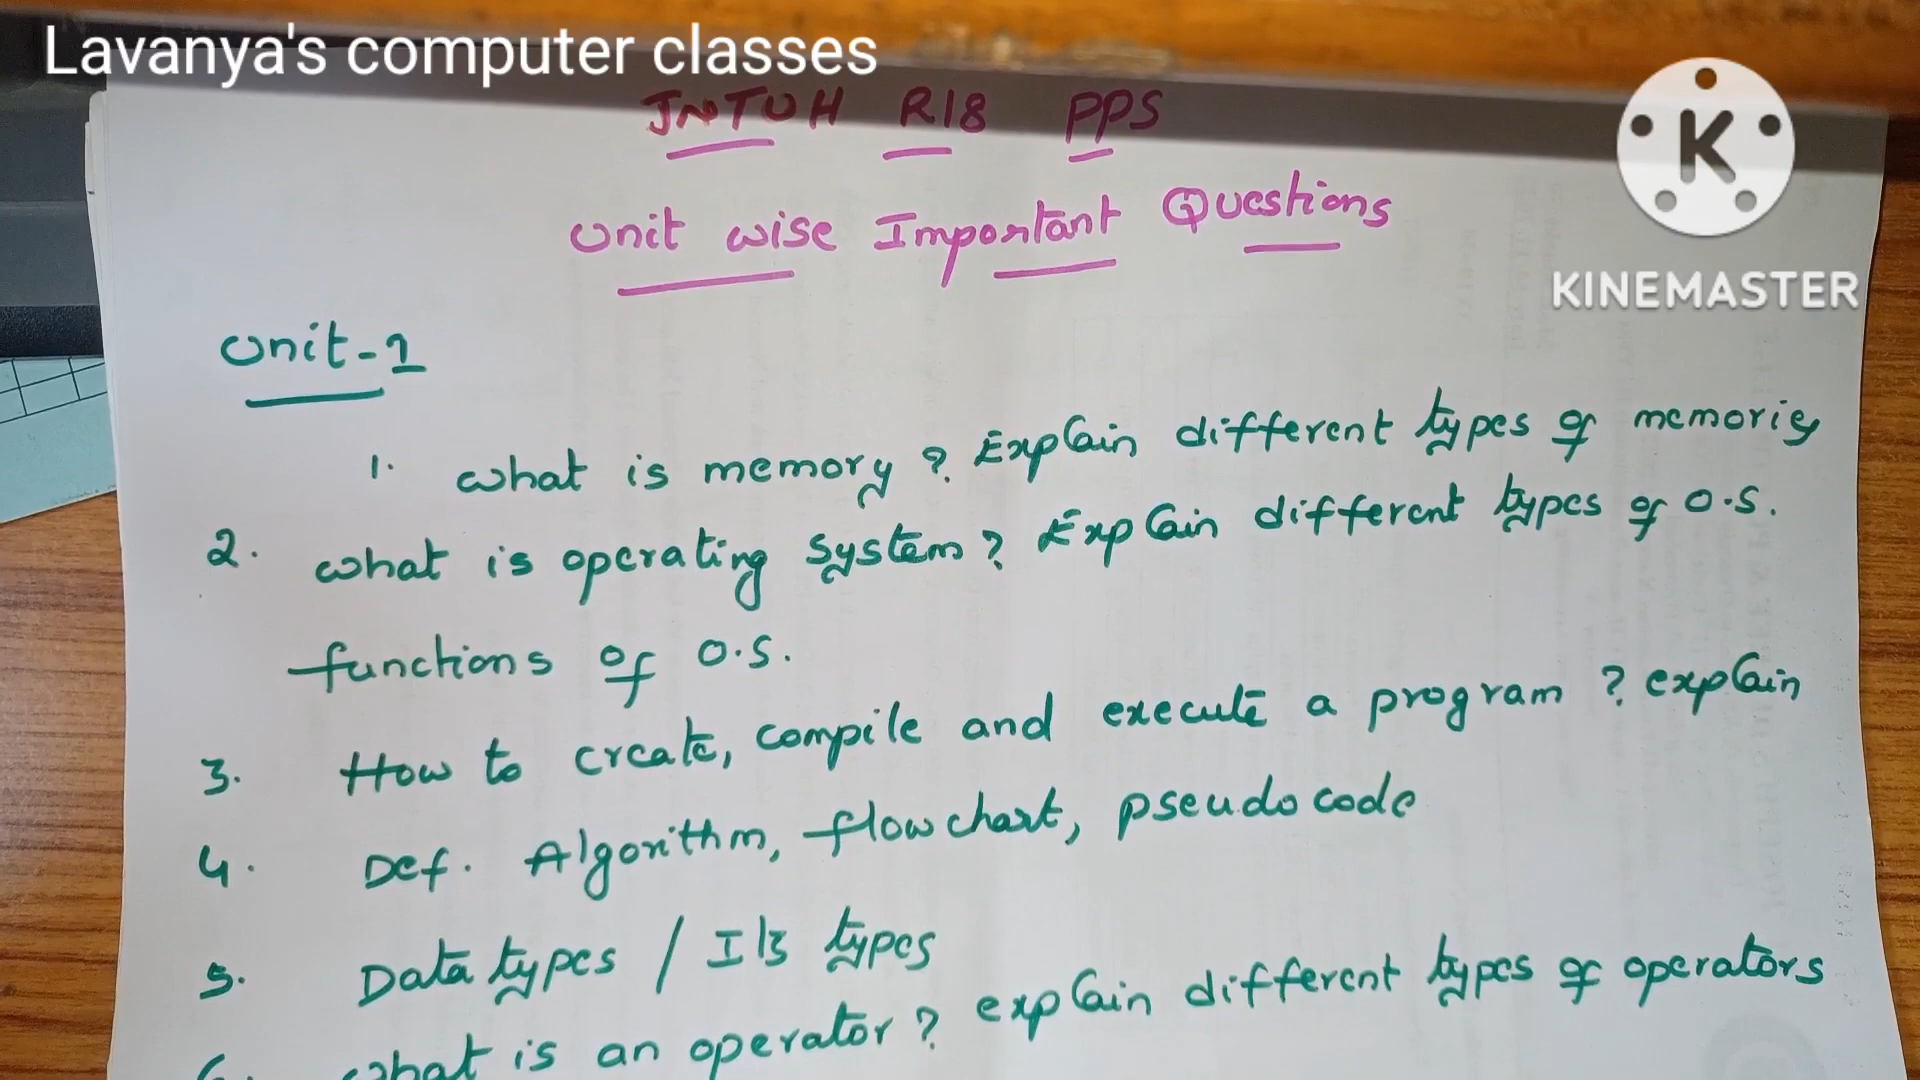 Lavanya's computer classes
JNTUH R18 PPS
KINEMASTER
Unit wise Important Questions
Unit-1
1. What is memory? Explain different types of memories
2. What is operating system? Explain different types of O.S.
functions of O.S.
3. How to create, compile and execute a program? explain
4. Def. Algorithm, flowchart, pseudocode
5. Data types /
types
6. What is an operator? explain different types of operators